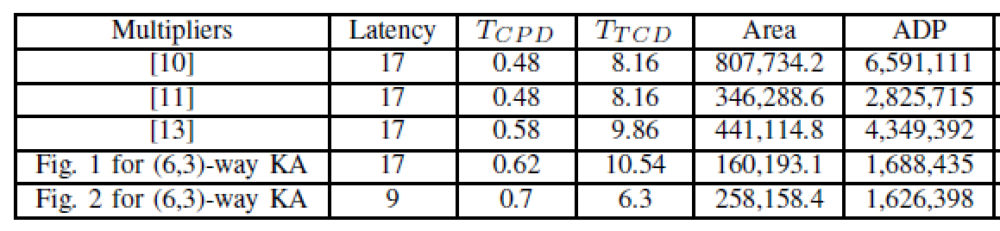 Multipliers Latency T_CPD T_TCD Area ADP
[10] 17 0.48 8.16 807,734.2 6,591,111
[11] 17 0.48 8.16 346,288.6 2,825,715
[13] 17 0.58 9.86 441,114.8 4,349,392
Fig. 1 for (6,3)-way KA 17 0.62 10.54 160,193.1 1,688,435
Fig. 2 for (6,3)-way KA 9 0.7 6.3 258,158.4 1,626,398